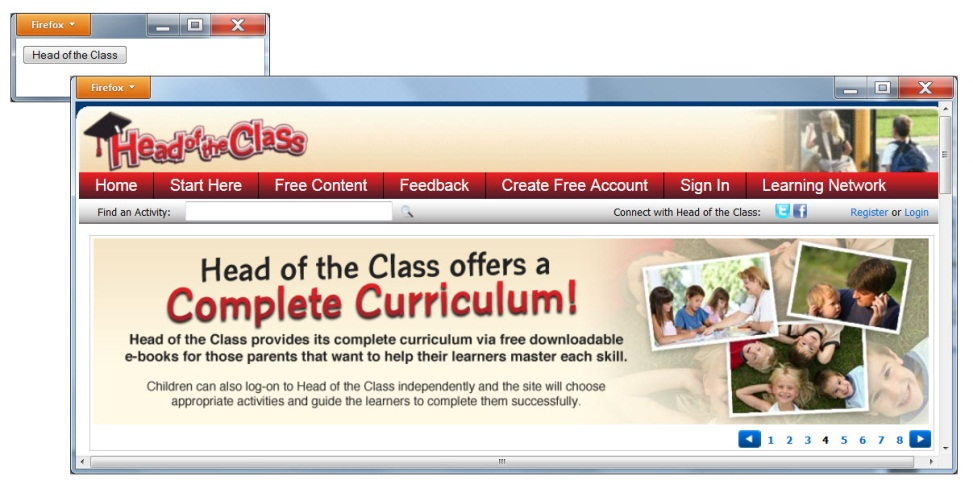 Firefox
Head of the Class
Firefox
Head of the Class
Home Start Here Free Content Feedback Create Free Account Sign In Learning Network
Find an Activity: Connect with Head of the Class: Register or Login
Head of the Class offers a
Complete Curriculum!
Head of the Class provides its complete curriculum via free downloadable
e-books for those parents that want to help their learners master each skill.
Children can also log-on to Head of the Class independently and the site will choose
appropriate activities and guide the learners to complete them successfully.
1 2 3 4 5 6 7 8